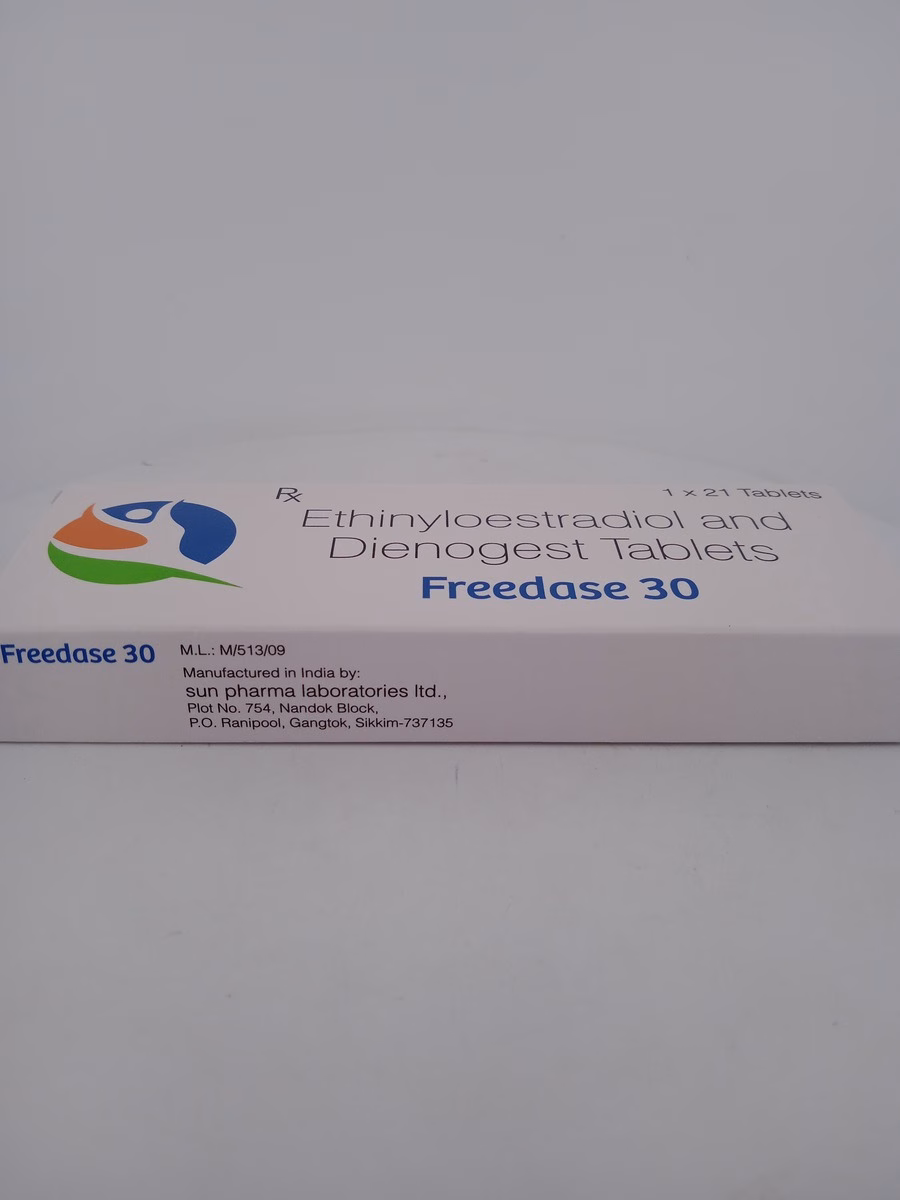 Rx
1 x 21 Tablets
Ethinyloestradiol and
Dienogest Tablets
Freedase 30
Freedase 30
M.L.: M/513/09
Manufactured in India by:
sun pharma laboratories ltd.,
Plot No. 754, Nandok Block,
P.O. Ranipool, Gangtok, Sikkim-737135